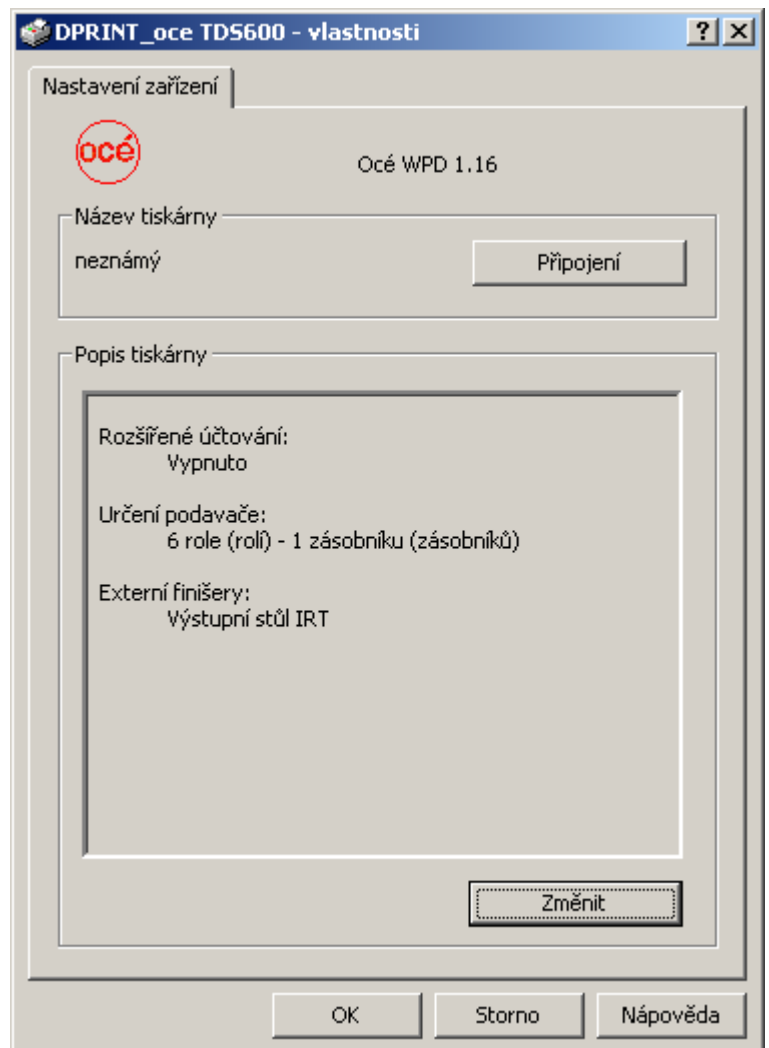 DPRINT_oce TDS600 - vlastnosti
Nastavení zařízení
océ
Océ WPD 1.16
Název tiskárny
neznámý
Připojení
Popis tiskárny
Rozšířené účtování:
Vypnuto
Určení podavače:
6 role (rolí) - 1 zásobníku (zásobníků)
Externí finišery:
Výstupní stůl IRT
Změnit
OK
Storno
Nápověda